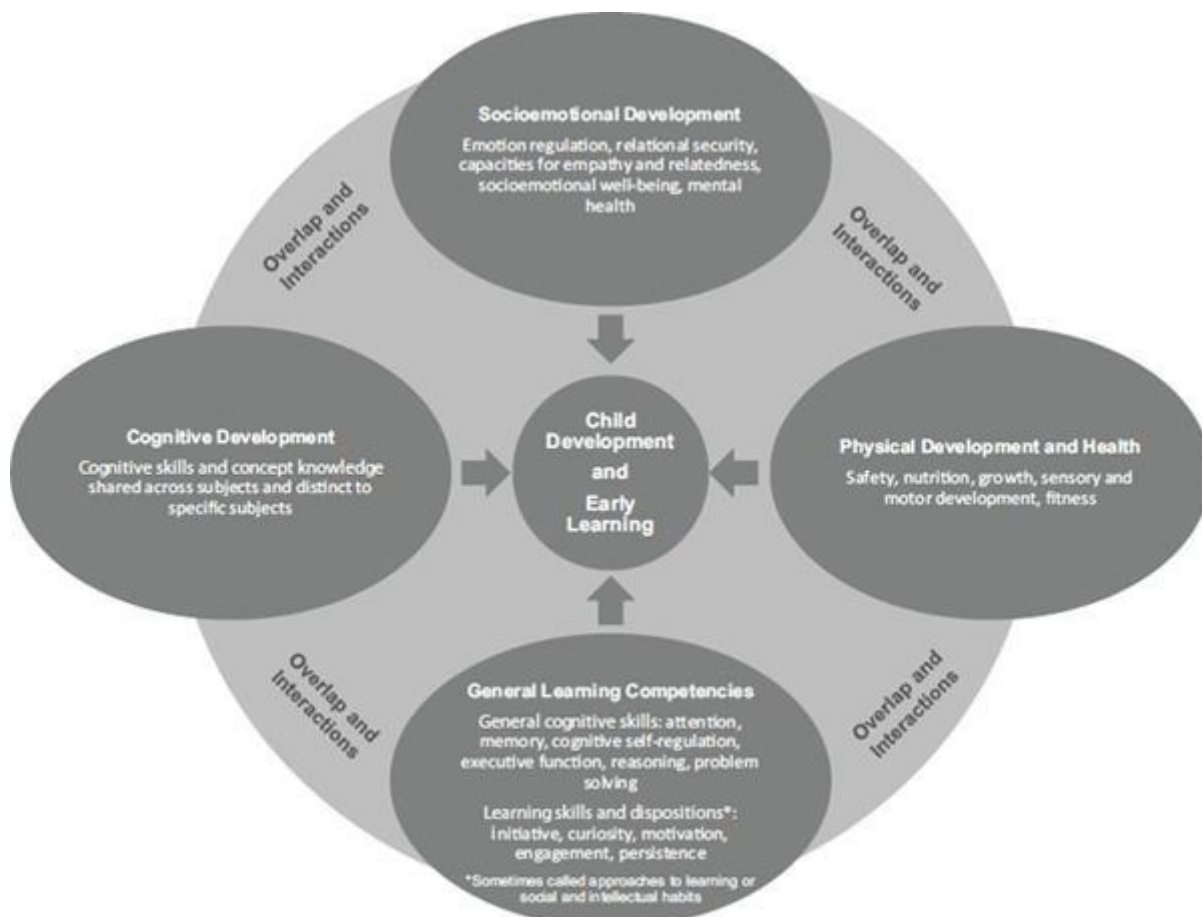 Socioemotional Development
Emotion regulation, relational security,
capacities for empathy and relatedness,
socioemotional well-being, mental
health
Overlap and
Interactions
Overlap and
Interactions
Cognitive Development
Cognitive skills and concept knowledge
shared across subjects and distinct to
specific subjects
Child
Development
and
Early
Learning
Physical Development and Health
Safety, nutrition, growth, sensory and
motor development, fitness
Overlap and
Interactions
Overlap and
Interactions
General Learning Competencies
General cognitive skills: attention,
memory, cognitive self-regulation,
executive function, reasoning, problem
solving
Learning skills and dispositions*:
initiative, curiosity, motivation,
engagement, persistence
*Sometimes called approaches to learning or
social and intellectual habits